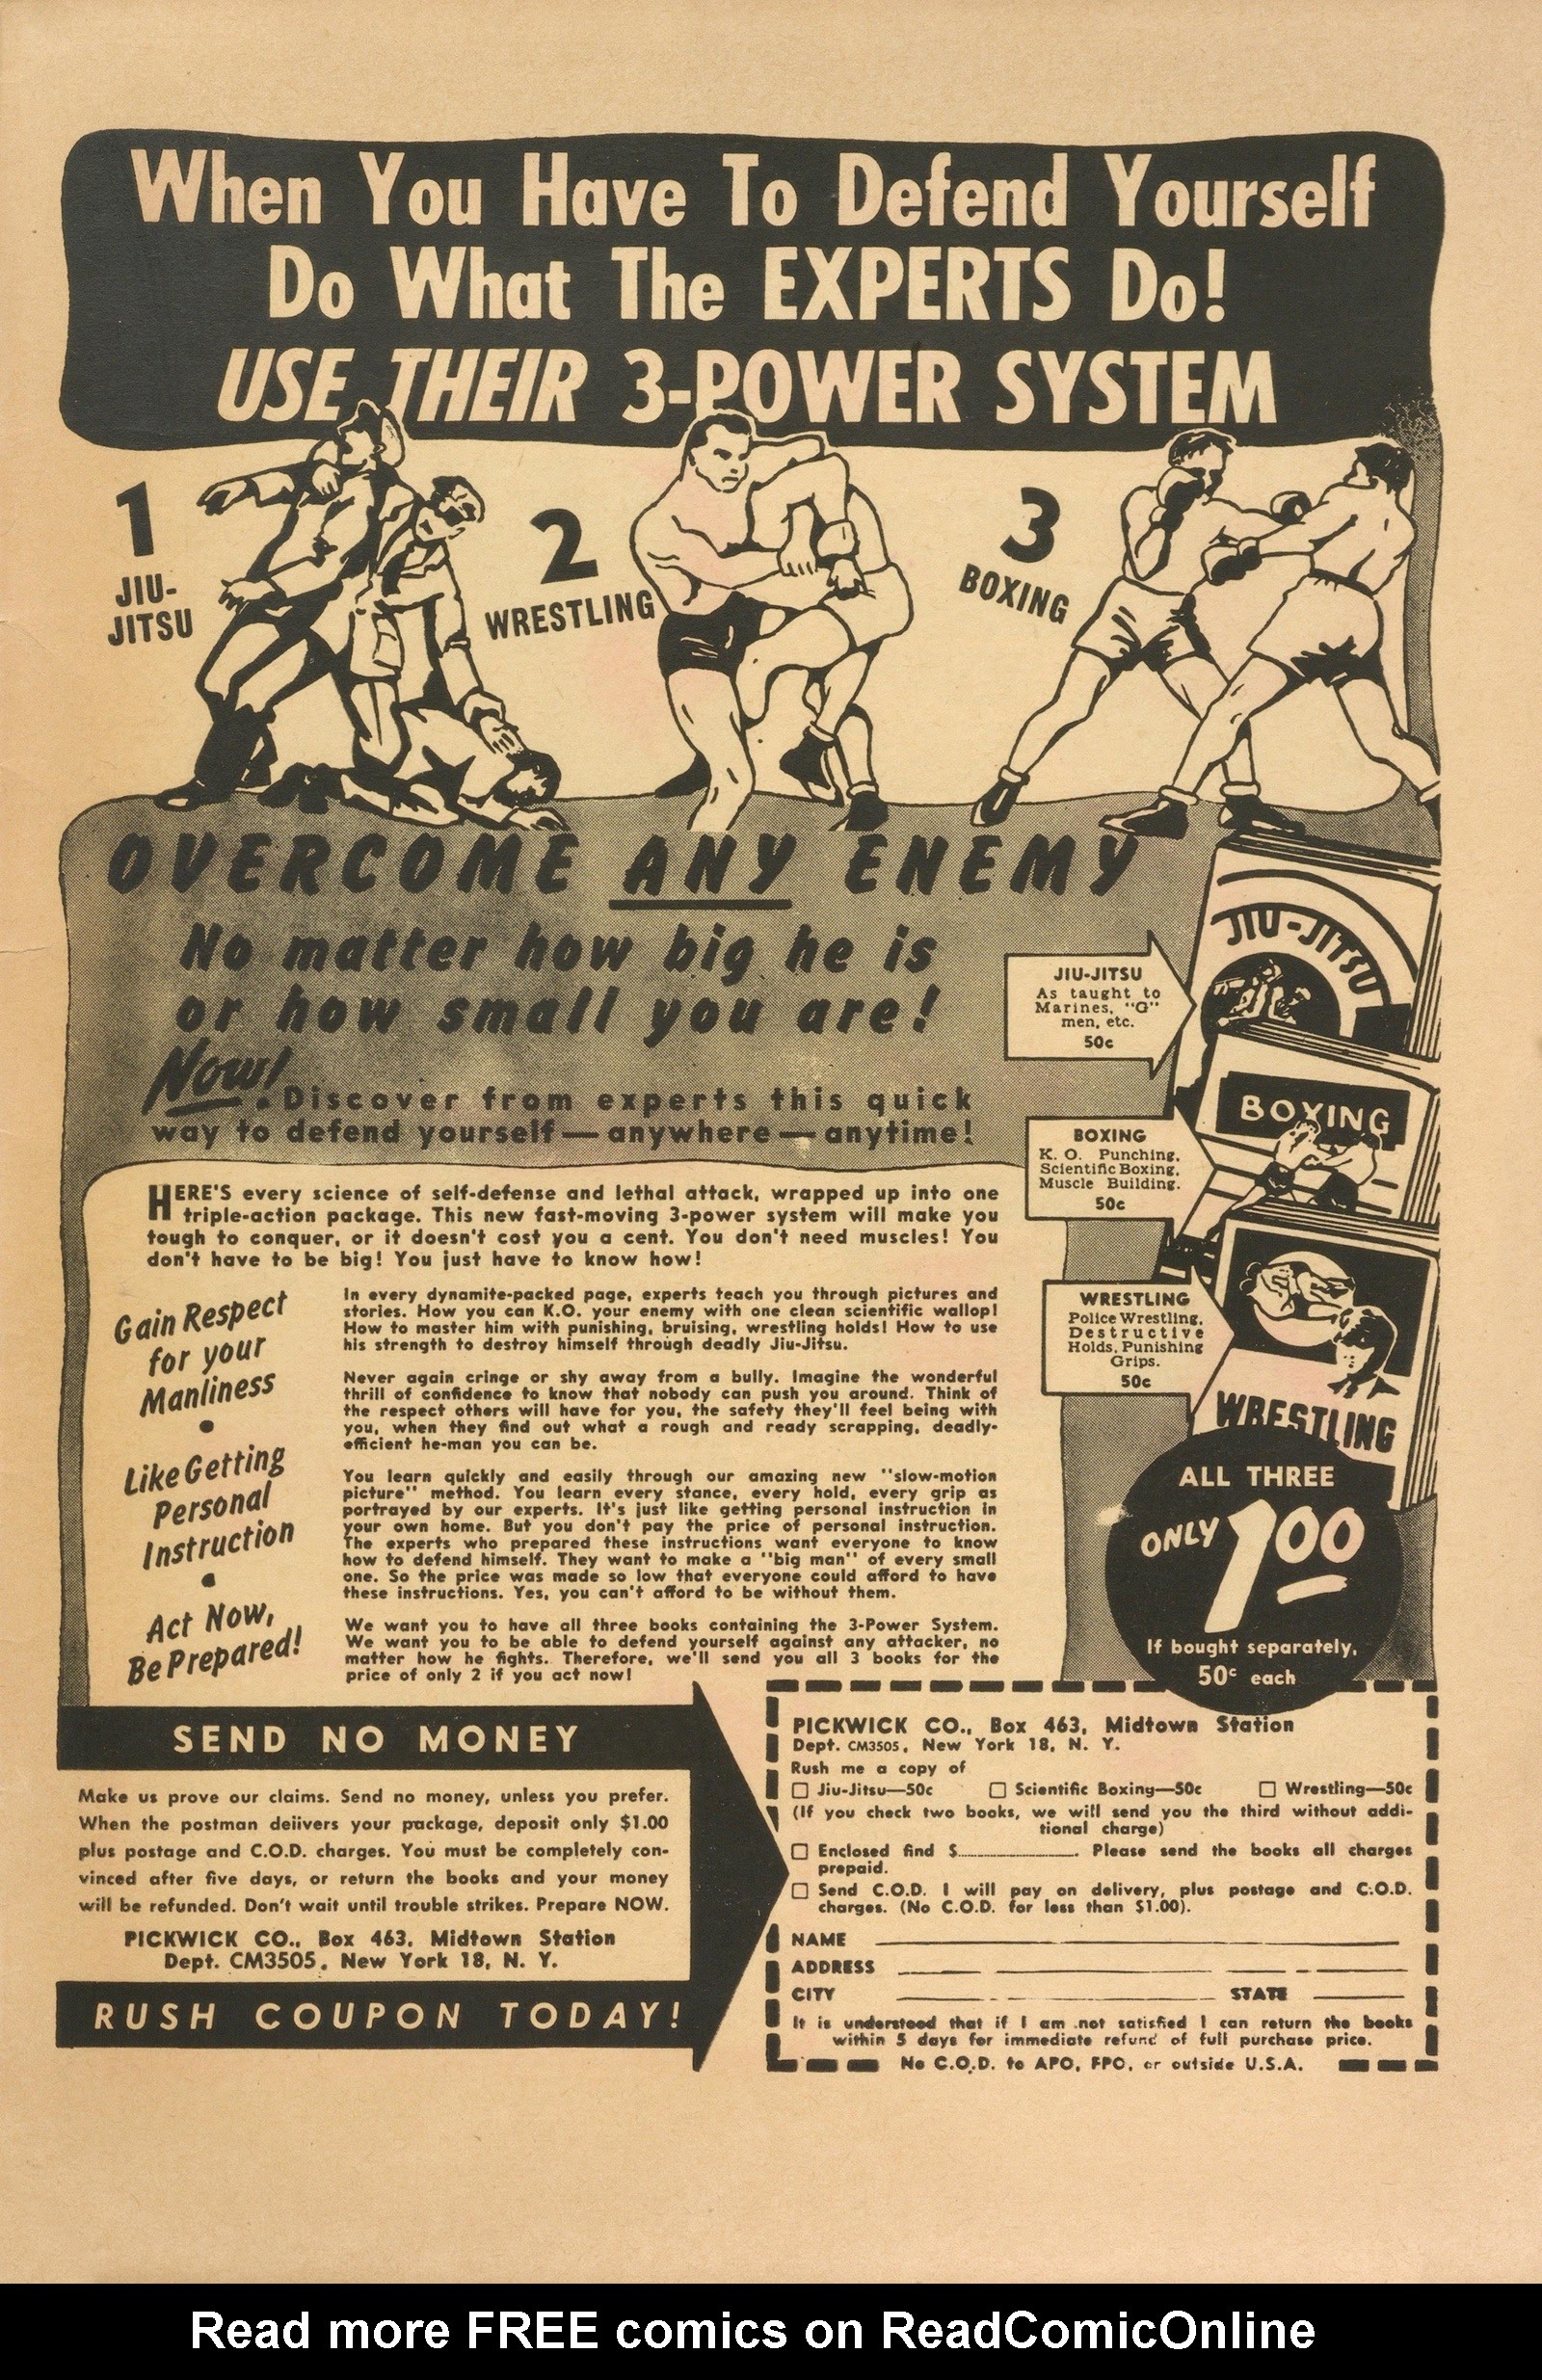 When You Have To Defend Yourself
Do What The EXPERTS Do!
USE THEIR 3-POWER SYSTEM
1
JIU-
JITSU
2
WRESTLING
3
BOXING
OVERCOME ANY ENEMY
No matter how big he is
or how small you are!
Now! Discover from experts this quick
way to defend yourself—anywhere—anytime!
JIU-JITSU
As taught to
Marines, "G"
men, etc.
50c
JIU-JITSU
BOXING
K. O. Punching,
Scientific Boxing,
Muscle Building.
50c
BOXING
WRESTLING
Police Wrestling,
Destructive
Holds, Punishing
Grips.
50c
WRESTLING
HERE'S every science of self-defense and lethal attack, wrapped up into one
triple-action package. This new fast-moving 3-power system will make you
tough to conquer, or it doesn't cost you a cent. You don't need muscles! You
don't have to be big! You just have to know how!
Gain Respect
for your
Manliness
•
Like Getting
Personal
Instruction
•
Act Now,
Be Prepared!
In every dynamite-packed page, experts teach you through pictures and
stories. How you can K.O. your enemy with one clean scientific wallop!
How to master him with punishing, bruising, wrestling holds! How to use
his strength to destroy himself through deadly Jiu-Jitsu.
Never again cringe or shy away from a bully. Imagine the wonderful
thrill of confidence to know that nobody can push you around. Think of
the respect others will have for you, the safety they'll feel being with
you, when they find out what a rough and ready scrapping, deadly-
efficient he-man you can be.
You learn quickly and easily through our amazing new "slow-motion
picture" method. You learn every stance, every hold, every grip as
portrayed by our experts. It's just like getting personal instruction in
your own home. But you don't pay the price of personal instruction.
The experts who prepared these instructions want everyone to know
how to defend himself. They want to make a "big man" of every small
one. So the price was made so low that everyone could afford to have
these instructions. Yes, you can't afford to be without them.
We want you to have all three books containing the 3-Power System.
We want you to be able to defend yourself against any attacker, no
matter how he fights. Therefore, we'll send you all 3 books for the
price of only 2 if you act now!
ALL THREE
ONLY 1.00
If bought separately,
50c each
SEND NO MONEY
Make us prove our claims. Send no money, unless you prefer.
When the postman deiivers your package, deposit only $1.00
plus postage and C.O.D. charges. You must be completely con-
vinced after five days, or return the books and your money
will be refunded. Don't wait until trouble strikes. Prepare NOW.
PICKWICK CO., Box 463, Midtown Station
Dept. CM3505, New York 18, N. Y.
RUSH COUPON TODAY!
PICKWICK CO., Box 463, Midtown Station
Dept. CM3505, New York 18, N. Y.
Rush me a copy of
☐ Jiu-Jitsu—50c ☐ Scientific Boxing—50c ☐ Wrestling—50c
(If you check two books, we will send you the third without addi-
tional charge)
☐ Enclosed find $ . Please send the books all charges
prepaid.
☐ Send C.O.D. I will pay on delivery, plus postage and C.O.D.
charges. (No C.O.D. for less than $1.00).
NAME
ADDRESS
CITY STATE
It is understood that if I am not satisfied I can return the books
within 5 days for immediate refund of full purchase price.
No C.O.D. to APO, FPO, or outside U.S.A.
Read more FREE comics on ReadComicOnline